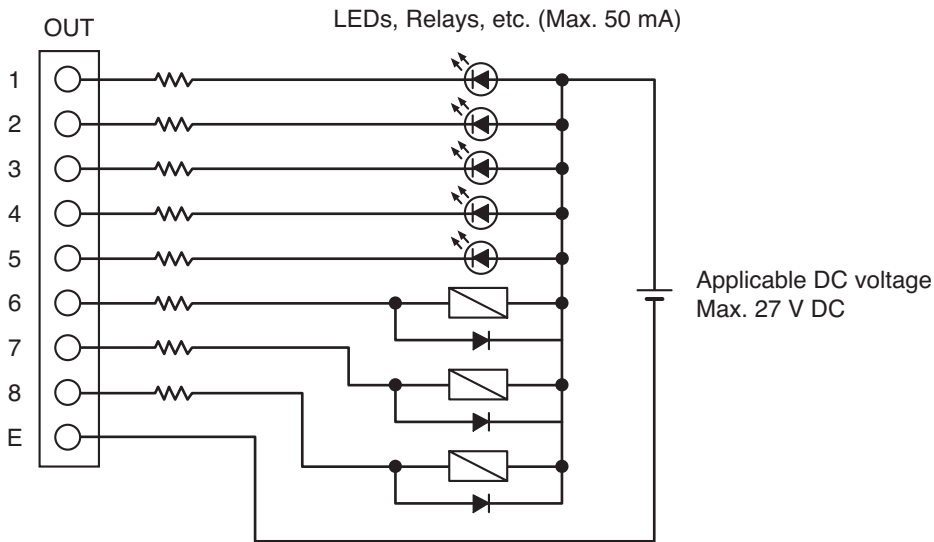 LEDs, Relays, etc. (Max. 50 mA)
OUT
1
2
3
4
5
6
7
8
E
Applicable DC voltage
Max. 27 V DC